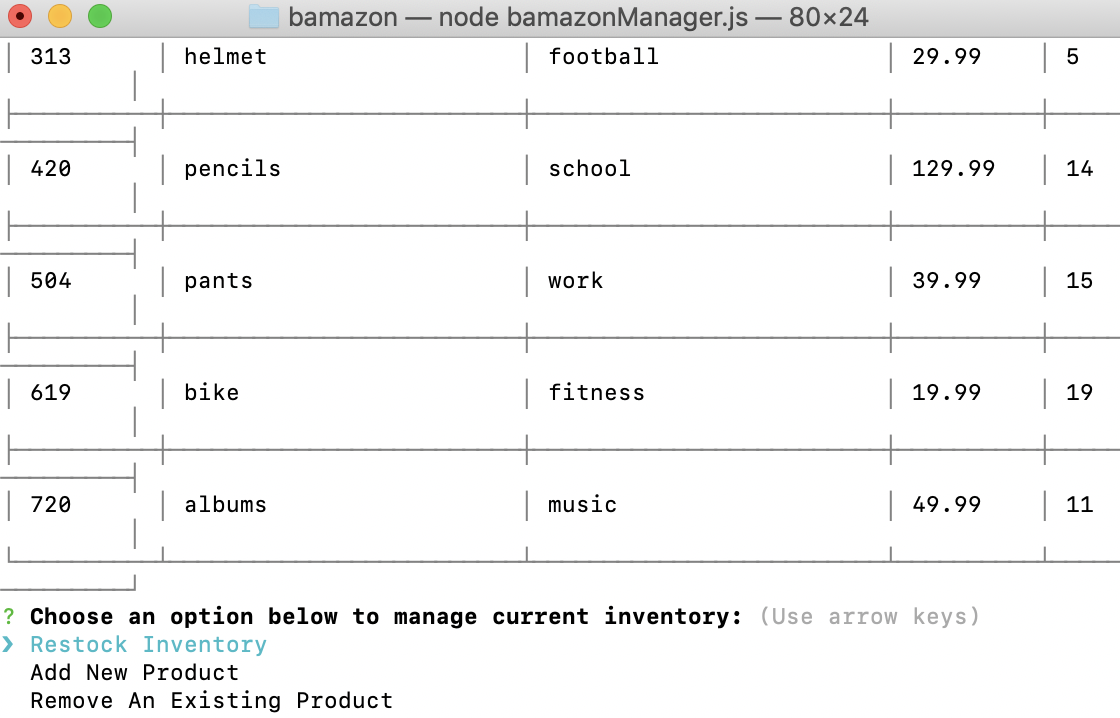 bamazon — node bamazonManager.js — 80×24
313 helmet football 29.99 5
420 pencils school 129.99 14
504 pants work 39.99 15
619 bike fitness 19.99 19
720 albums music 49.99 11
? Choose an option below to manage current inventory: (Use arrow keys)
❯ Restock Inventory
Add New Product
Remove An Existing Product